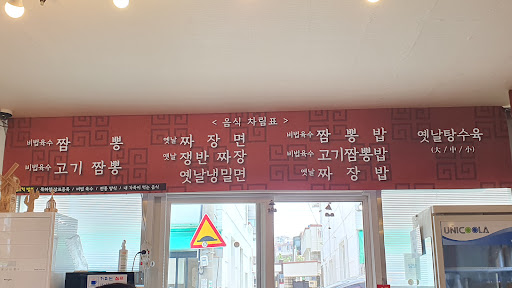 < 음식 차림표 >
비법육수 짬 뽕
비법육수 고기 짬뽕
옛날 짜 장 면
옛날 쟁반 짜장
옛날냉밀면
비법육수 짬 뽕 밥
비법육수 고기짬뽕밥
옛날 짜 장 밥
옛날탕수육
(大/中/小)
UNICOOLA